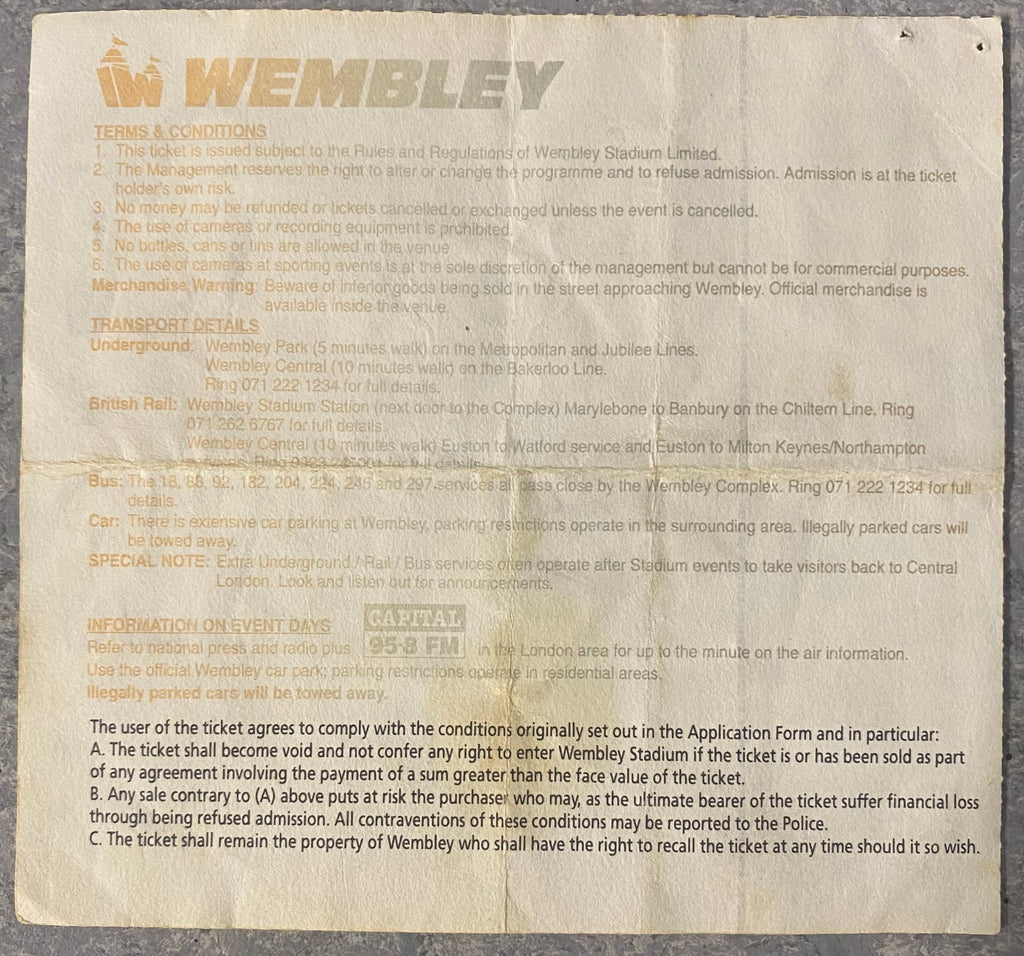 WEMBLEY
TERMS & CONDITIONS
1. This ticket is issued subject to the Rules and Regulations of Wembley Stadium Limited.
2. The Management reserves the right to alter or change the programme and to refuse admission. Admission is at the ticket
holder's own risk.
3. No money may be refunded or tickets cancelled or exchanged unless the event is cancelled.
4. The use of cameras or recording equipment is prohibited.
5. No bottles, cans or tins are allowed in the venue
6. The use of cameras at sporting events is at the sole discretion of the management but cannot be for commercial purposes.
Merchandise Warning: Beware of inferior goods being sold in the street approaching Wembley. Official merchandise is
available inside the venue.
TRANSPORT DETAILS
Underground: Wembley Park (5 minutes walk) on the Metropolitan and Jubilee Lines.
Wembley Central (10 minutes walk) on the Bakerloo Line.
Ring 071 222 1234 for full details.
British Rail: Wembley Stadium Station (next door to the Complex) Marylebone to Banbury on the Chiltern Line. Ring
071 262 6767 for full details
Wembley Central (10 minutes walk) Euston to Watford service and Euston to Milton Keynes/Northampton
Ring for full details
Bus: The 18, 83, 92, 182, 204, 224, 245 and 297 services all pass close by the Wembley Complex. Ring 071 222 1234 for full
details.
Car: There is extensive car parking at Wembley, parking restrictions operate in the surrounding area. Illegally parked cars will
be towed away.
SPECIAL NOTE: Extra Underground / Rail / Bus services often operate after Stadium events to take visitors back to Central
London. Look and listen out for announcements.
INFORMATION ON EVENT DAYS
CAPITAL
95·8 FM
Refer to national press and radio plus in the London area for up to the minute on the air information.
Use the official Wembley car park; parking restrictions operate in residential areas.
Illegally parked cars will be towed away.
The user of the ticket agrees to comply with the conditions originally set out in the Application Form and in particular:
A. The ticket shall become void and not confer any right to enter Wembley Stadium if the ticket is or has been sold as part
of any agreement involving the payment of a sum greater than the face value of the ticket.
B. Any sale contrary to (A) above puts at risk the purchaser who may, as the ultimate bearer of the ticket suffer financial loss
through being refused admission. All contraventions of these conditions may be reported to the Police.
C. The ticket shall remain the property of Wembley who shall have the right to recall the ticket at any time should it so wish.